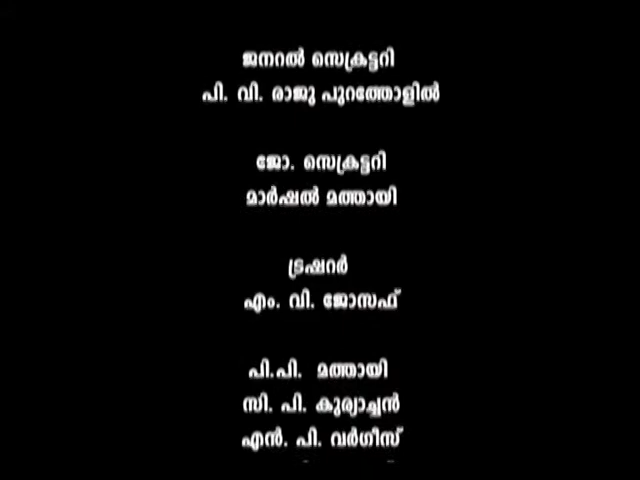 ജനറൽ സെക്രട്ടറി
പി. വി. രാജു പുറത്തോളിൽ
ജോ. സെക്രട്ടറി
മാർഷൽ മത്തായി
ട്രഷറർ
എം. വി. ജോസഫ്
പി.പി. മത്തായി
സി. പി. കുര്യാച്ചൻ
എൻ. പി. വർഗീസ്